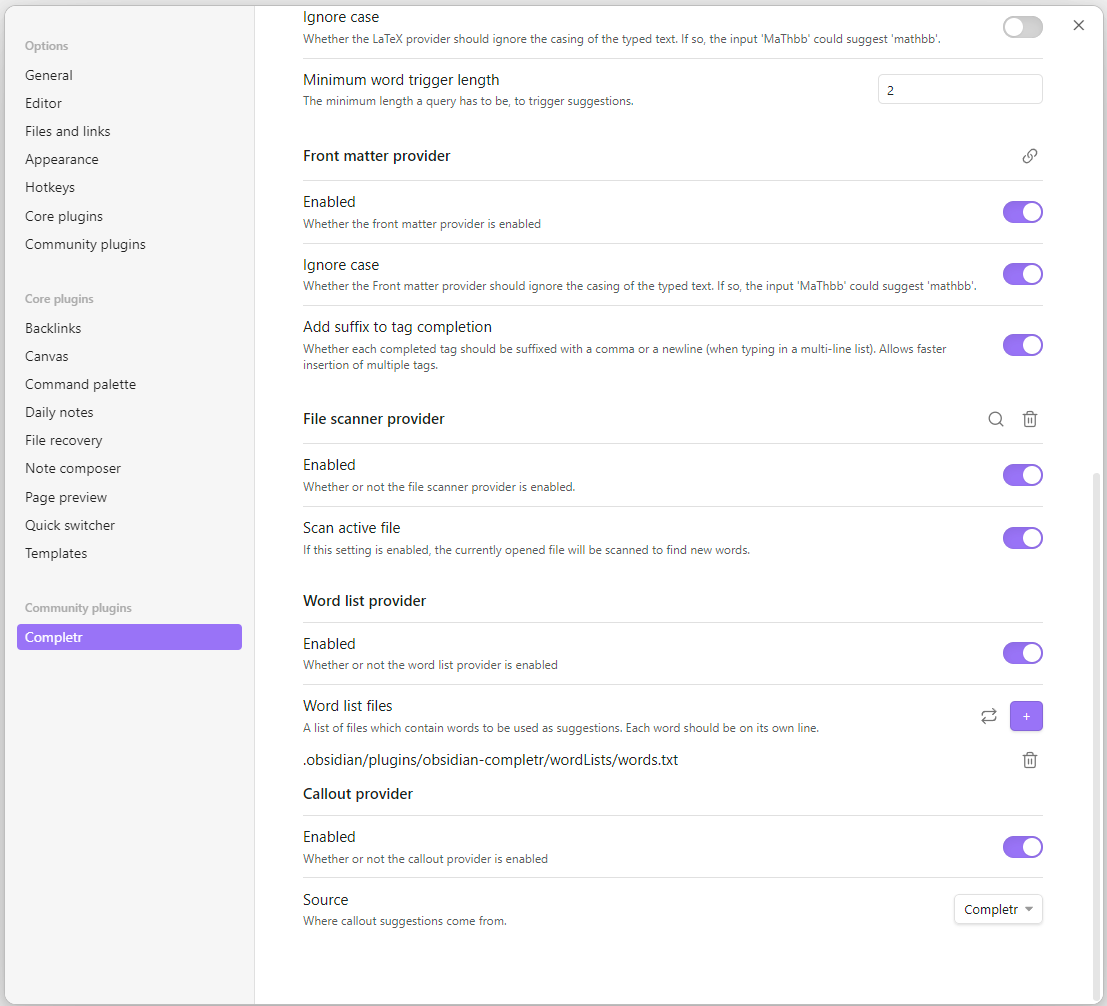 Options
General
Editor
Files and links
Appearance
Hotkeys
Core plugins
Community plugins
Core plugins
Backlinks
Canvas
Command palette
Daily notes
File recovery
Note composer
Page preview
Quick switcher
Templates
Community plugins
Completr
Ignore case
Whether the LaTeX provider should ignore the casing of the typed text. If so, the input 'MaThbb' could suggest 'mathbb'.
Minimum word trigger length
The minimum length a query has to be, to trigger suggestions.
2
Front matter provider
Enabled
Whether the front matter provider is enabled
Ignore case
Whether the Front matter provider should ignore the casing of the typed text. If so, the input 'MaThbb' could suggest 'mathbb'.
Add suffix to tag completion
Whether each completed tag should be suffixed with a comma or a newline (when typing in a multi-line list). Allows faster
insertion of multiple tags.
File scanner provider
Enabled
Whether or not the file scanner provider is enabled.
Scan active file
If this setting is enabled, the currently opened file will be scanned to find new words.
Word list provider
Enabled
Whether or not the word list provider is enabled
Word list files
A list of files which contain words to be used as suggestions. Each word should be on its own line.
+
.obsidian/plugins/obsidian-completr/wordLists/words.txt
Callout provider
Enabled
Whether or not the callout provider is enabled
Source
Where callout suggestions come from.
Completr